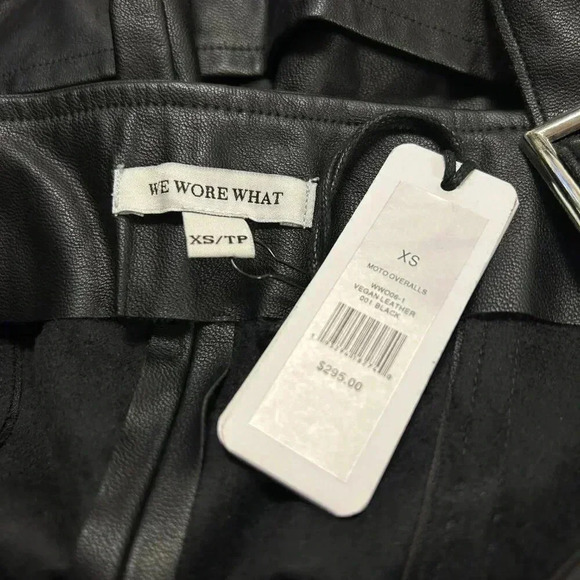 WE WORE WHAT
XS/TP
XS
MOTO OVERALLS
WWO06-1
VEGAN LEATHER
001 BLACK
$295.00